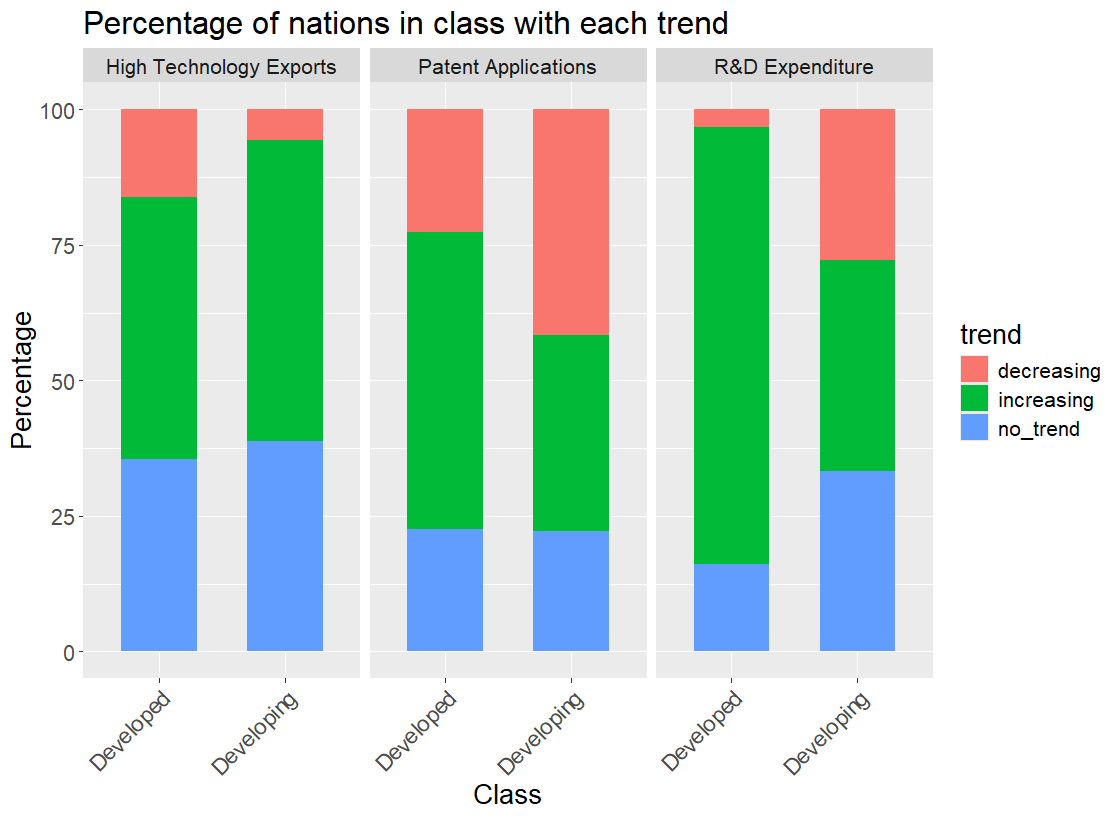 Percentage of nations in class with each trend
High Technology Exports
Patent Applications
R&D Expenditure
100
75
50
25
0
Percentage
Developed
Developing
Developed
Developing
Developed
Developing
Class
trend
decreasing
increasing
no_trend